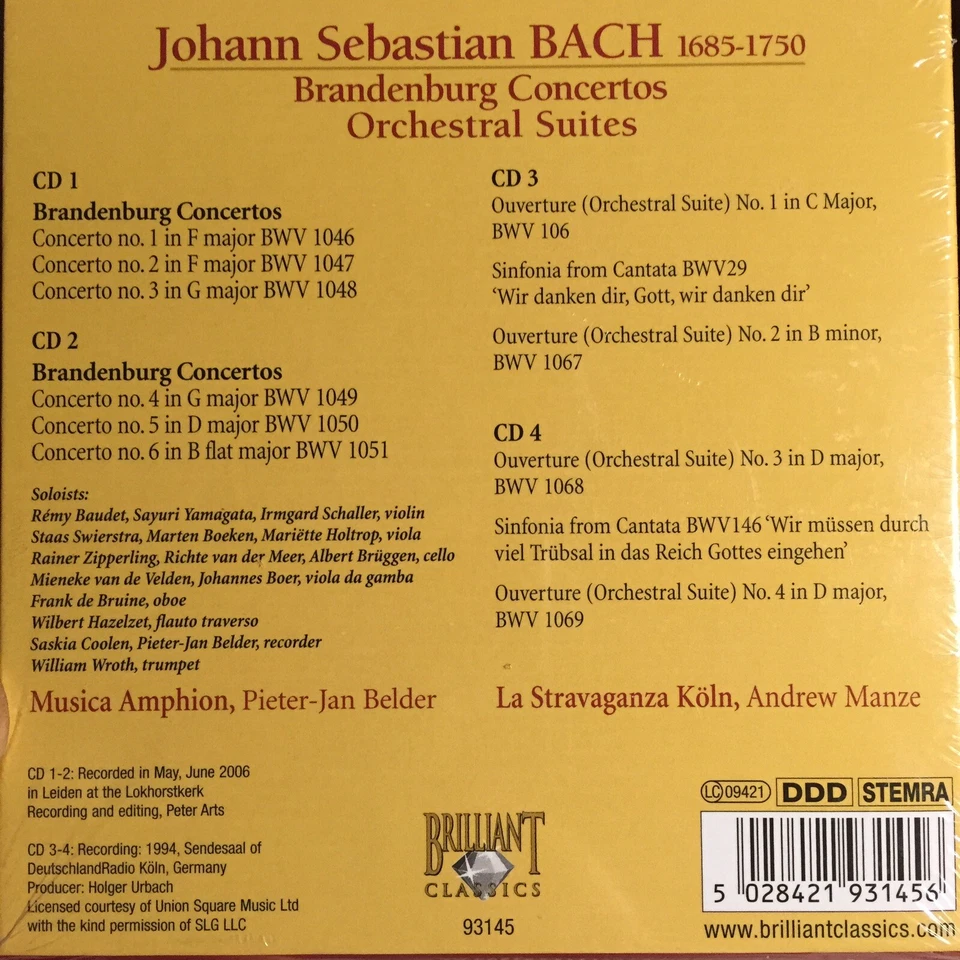 Johann Sebastian BACH 1685-1750
Brandenburg Concertos
Orchestral Suites
CD 1
Brandenburg Concertos
Concerto no. 1 in F major BWV 1046
Concerto no. 2 in F major BWV 1047
Concerto no. 3 in G major BWV 1048
CD 2
Brandenburg Concertos
Concerto no. 4 in G major BWV 1049
Concerto no. 5 in D major BWV 1050
Concerto no. 6 in B flat major BWV 1051
Soloists:
Rémy Baudet, Sayuri Yamagata, Irmgard Schaller, violin
Staas Swierstra, Marten Boeken, Mariëtte Holtrop, viola
Rainer Zipperling, Richte van der Meer, Albert Brüggen, cello
Mieneke van de Velden, Johannes Boer, viola da gamba
Frank de Bruine, oboe
Wilbert Hazelzet, flauto traverso
Saskia Coolen, Pieter-Jan Belder, recorder
William Wroth, trumpet
Musica Amphion, Pieter-Jan Belder
CD 3
Ouverture (Orchestral Suite) No. 1 in C Major,
BWV 106
Sinfonia from Cantata BWV29
‘Wir danken dir, Gott, wir danken dir’
Ouverture (Orchestral Suite) No. 2 in B minor,
BWV 1067
CD 4
Ouverture (Orchestral Suite) No. 3 in D major,
BWV 1068
Sinfonia from Cantata BWV146 ‘Wir müssen durch
viel Trübsal in das Reich Gottes eingehen’
Ouverture (Orchestral Suite) No. 4 in D major,
BWV 1069
La Stravaganza Köln, Andrew Manze
CD 1-2: Recorded in May, June 2006
in Leiden at the Lokhorstkerk
Recording and editing, Peter Arts
CD 3-4: Recording: 1994, Sendesaal of
DeutschlandRadio Köln, Germany
Producer: Holger Urbach
Licensed courtesy of Union Square Music Ltd
with the kind permission of SLG LLC
BRILLIANT
CLASSICS
93145
LC 09421 DDD STEMRA
5 028421 931456
www.brilliantclassics.com